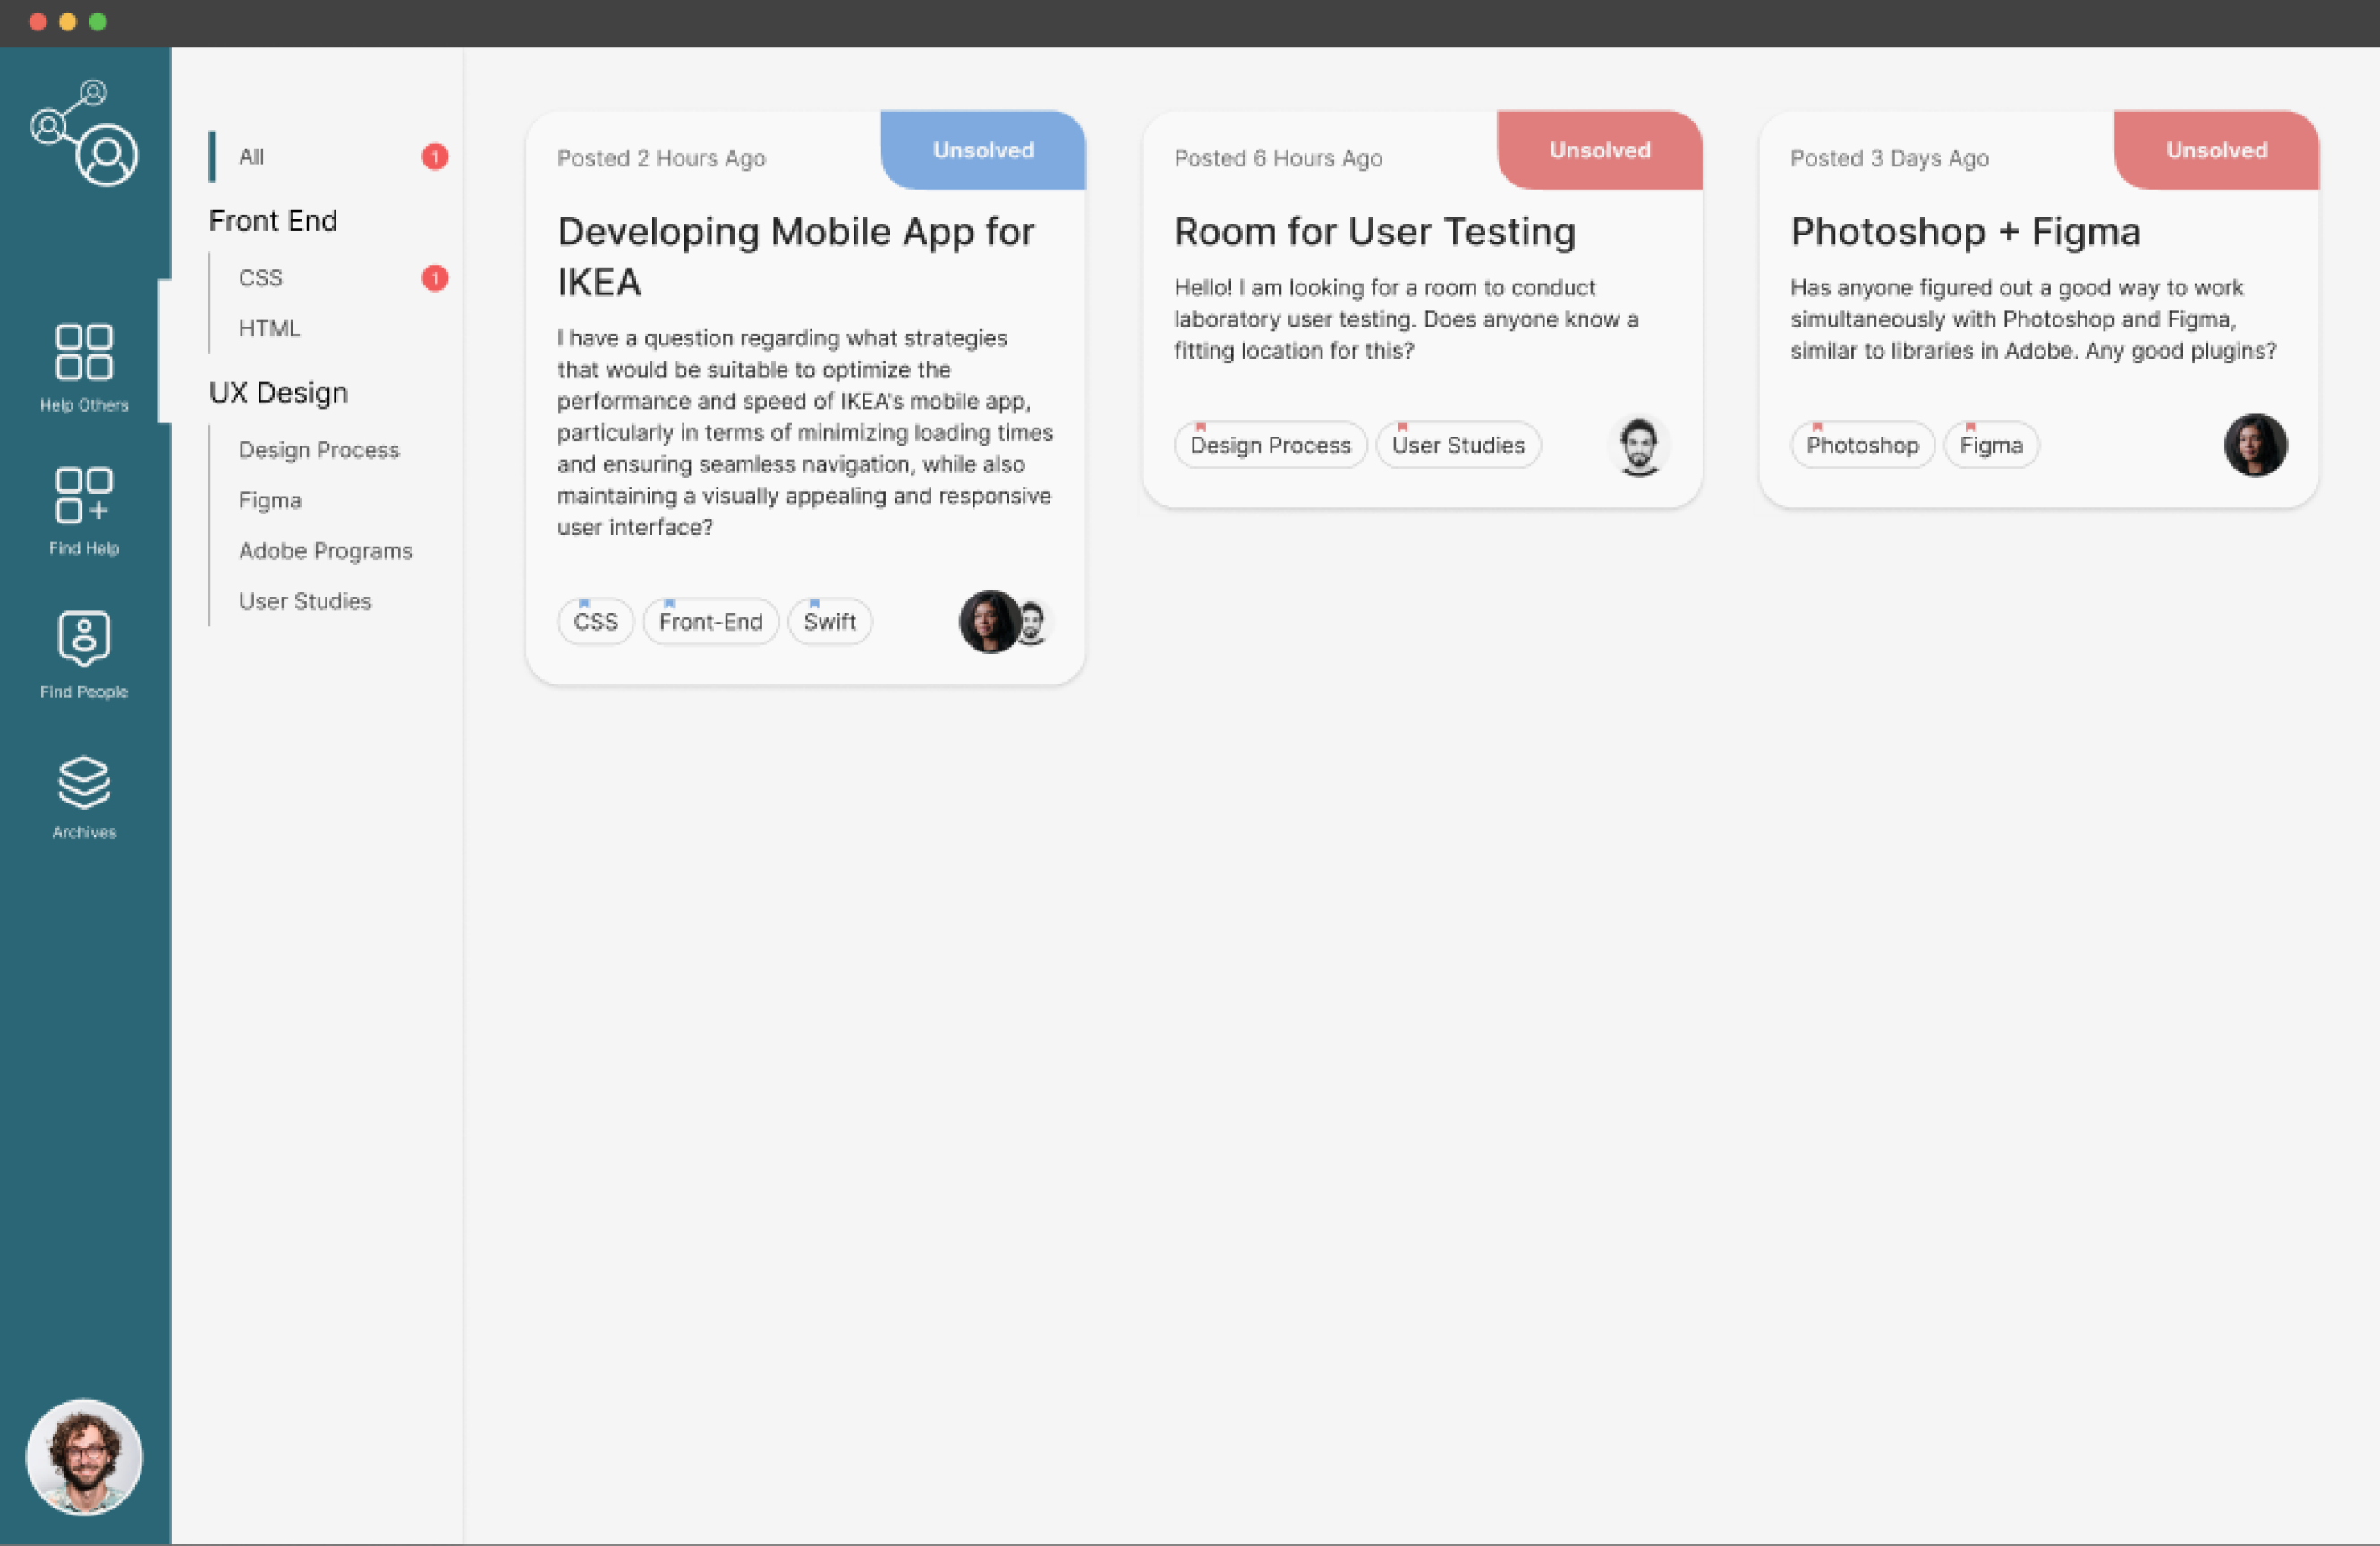 Help Others
Find Help
Find People
Archives
All 1
Front End
CSS 1
HTML
UX Design
Design Process
Figma
Adobe Programs
User Studies
Posted 2 Hours Ago
Unsolved
Developing Mobile App for
IKEA
I have a question regarding what strategies
that would be suitable to optimize the
performance and speed of IKEA's mobile app,
particularly in terms of minimizing loading times
and ensuring seamless navigation, while also
maintaining a visually appealing and responsive
user interface?
CSS Front-End Swift
Posted 6 Hours Ago
Unsolved
Room for User Testing
Hello! I am looking for a room to conduct
laboratory user testing. Does anyone know a
fitting location for this?
Design Process User Studies
Posted 3 Days Ago
Unsolved
Photoshop + Figma
Has anyone figured out a good way to work
simultaneously with Photoshop and Figma,
similar to libraries in Adobe. Any good plugins?
Photoshop Figma